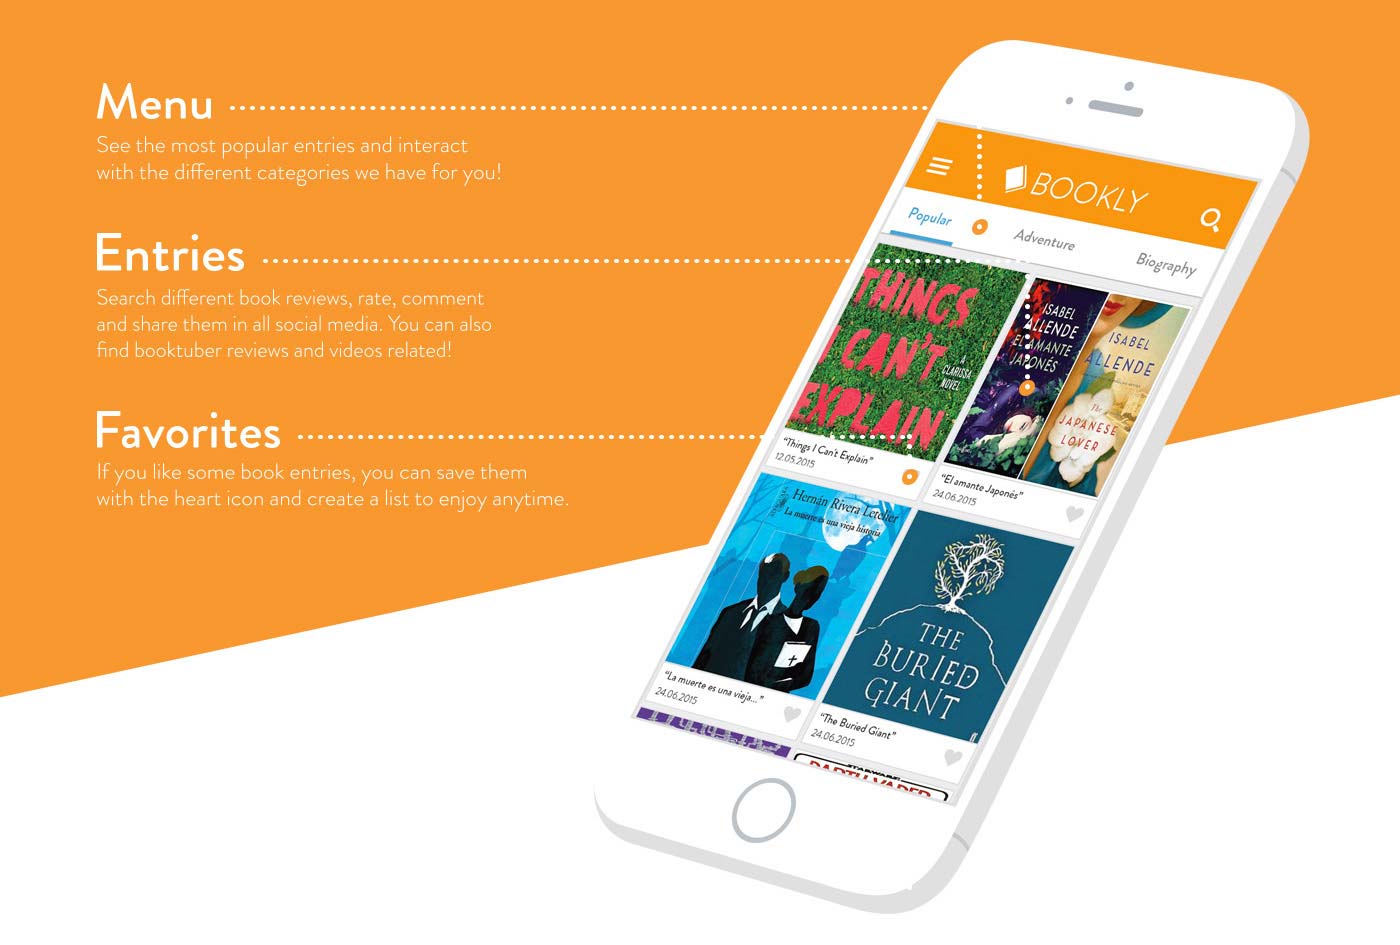 Menu
See the most popular entries and interact
with the different categories we have for you!
Entries
Search different book reviews, rate, comment
and share them in all social media. You can also
find booktuber reviews and videos related!
Favorites
If you like some book entries, you can save them
with the heart icon and create a list to enjoy anytime.
BOOKLY
Popular
Adventure
Biography
THINGS
I CAN'T
EXPLAIN
A
CLARISSA
NOVEL
"Things I Can't Explain"
12.05.2015
ISABEL
ALLENDE
EL AMANTE
JAPONÉS
ISABEL
ALLENDE
The
JAPANESE
LOVER
"El amante Japonés"
24.06.2015
Hernán Rivera Letelier
La muerte es una vieja historia
"La muerte es una vieja..."
24.06.2015
THE
BURIED
GIANT
"The Buried Giant"
24.06.2015
STAR WARS
DARTH VADER